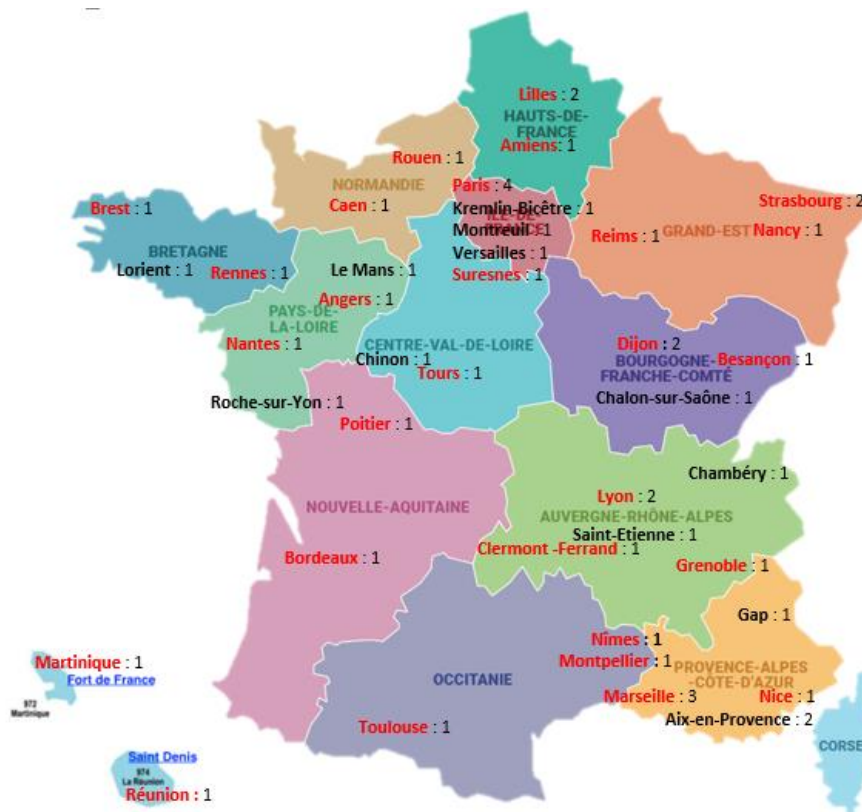 Lilles : 2
HAUTS-DE-
FRANCE
Amiens: 1
Rouen : 1
NORMANDIE
Caen : 1
Paris : 4
Kremlin-Bicêtre : 1
ÎLE-DE-
FRANCE
Montreuil : 1
Versailles : 1
Suresnes : 1
Strasbourg : 2
Reims : 1
GRAND-EST
Nancy : 1
Brest : 1
BRETAGNE
Lorient : 1
Rennes : 1
Le Mans : 1
Angers : 1
PAYS-DE-
LA-LOIRE
Nantes : 1
Roche-sur-Yon : 1
CENTRE-VAL-DE-LOIRE
Chinon : 1
Tours : 1
Dijon : 2
BOURGOGNE-
FRANCHE-COMTÉ
Besançon : 1
Chalon-sur-Saône : 1
Poitier : 1
NOUVELLE-AQUITAINE
Bordeaux : 1
Chambéry : 1
Lyon : 2
AUVERGNE-RHÔNE-ALPES
Saint-Etienne : 1
Clermont -Ferrand : 1
Grenoble : 1
Gap : 1
Nîmes : 1
Montpellier : 1
OCCITANIE
Toulouse : 1
PROVENCE-ALPES
-CÔTE-D'AZUR
Marseille : 3
Nice : 1
Aix-en-Provence : 2
CORSE
Martinique : 1
Fort de France
972
Martinique
Saint Denis
974
La Réunion
Réunion : 1